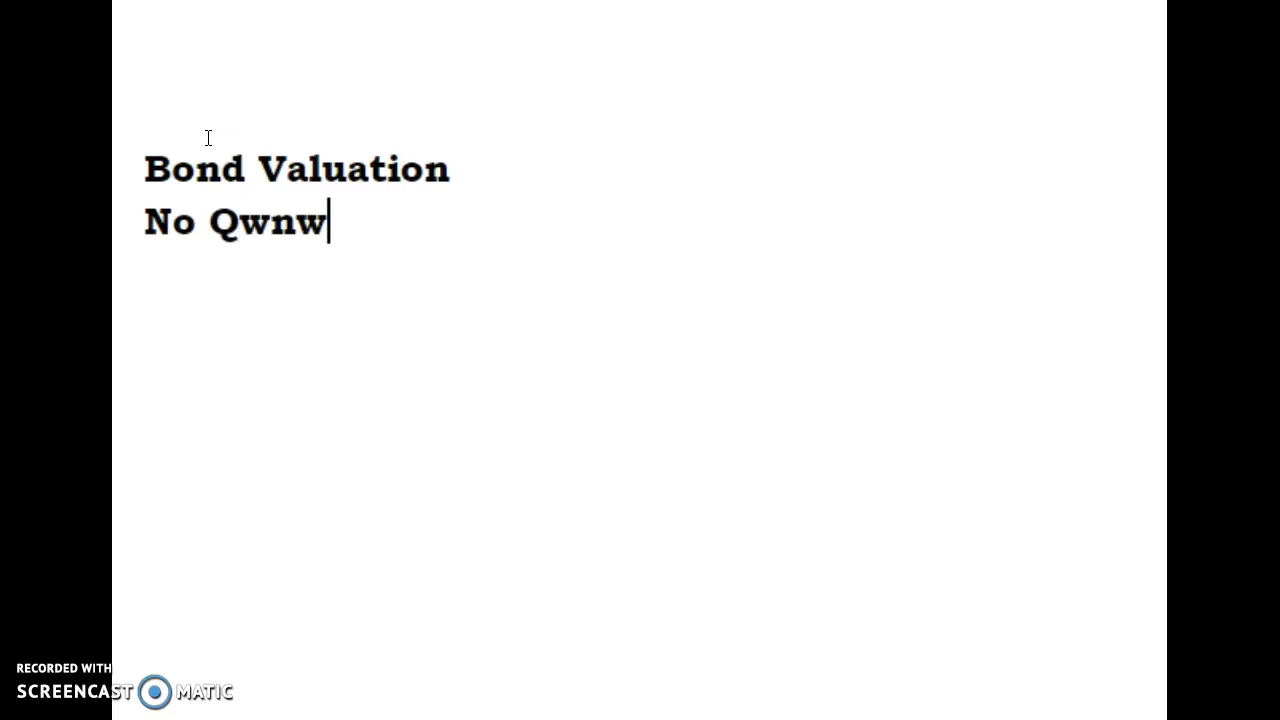 Bond Valuation
No Qwnw
RECORDED WITH
SCREENCAST MATIC